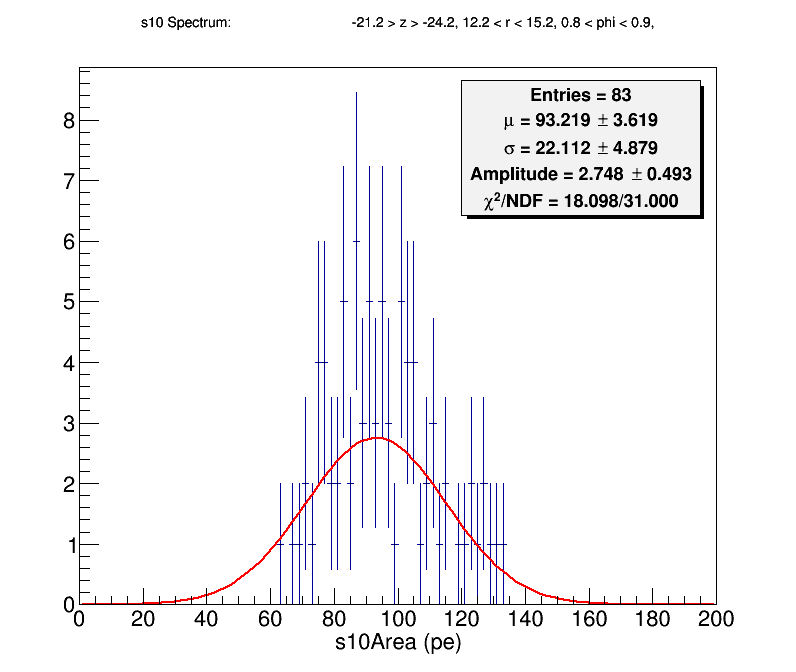 s10 Spectrum: -21.2 > z > -24.2, 12.2 < r < 15.2, 0.8 < phi < 0.9,
Entries = 83
μ = 93.219 ± 3.619
σ = 22.112 ± 4.879
Amplitude = 2.748 ± 0.493
χ²/NDF = 18.098/31.000
8
7
6
5
4
3
2
1
0
0 20 40 60 80 100 120 140 160 180 200
s10Area (pe)